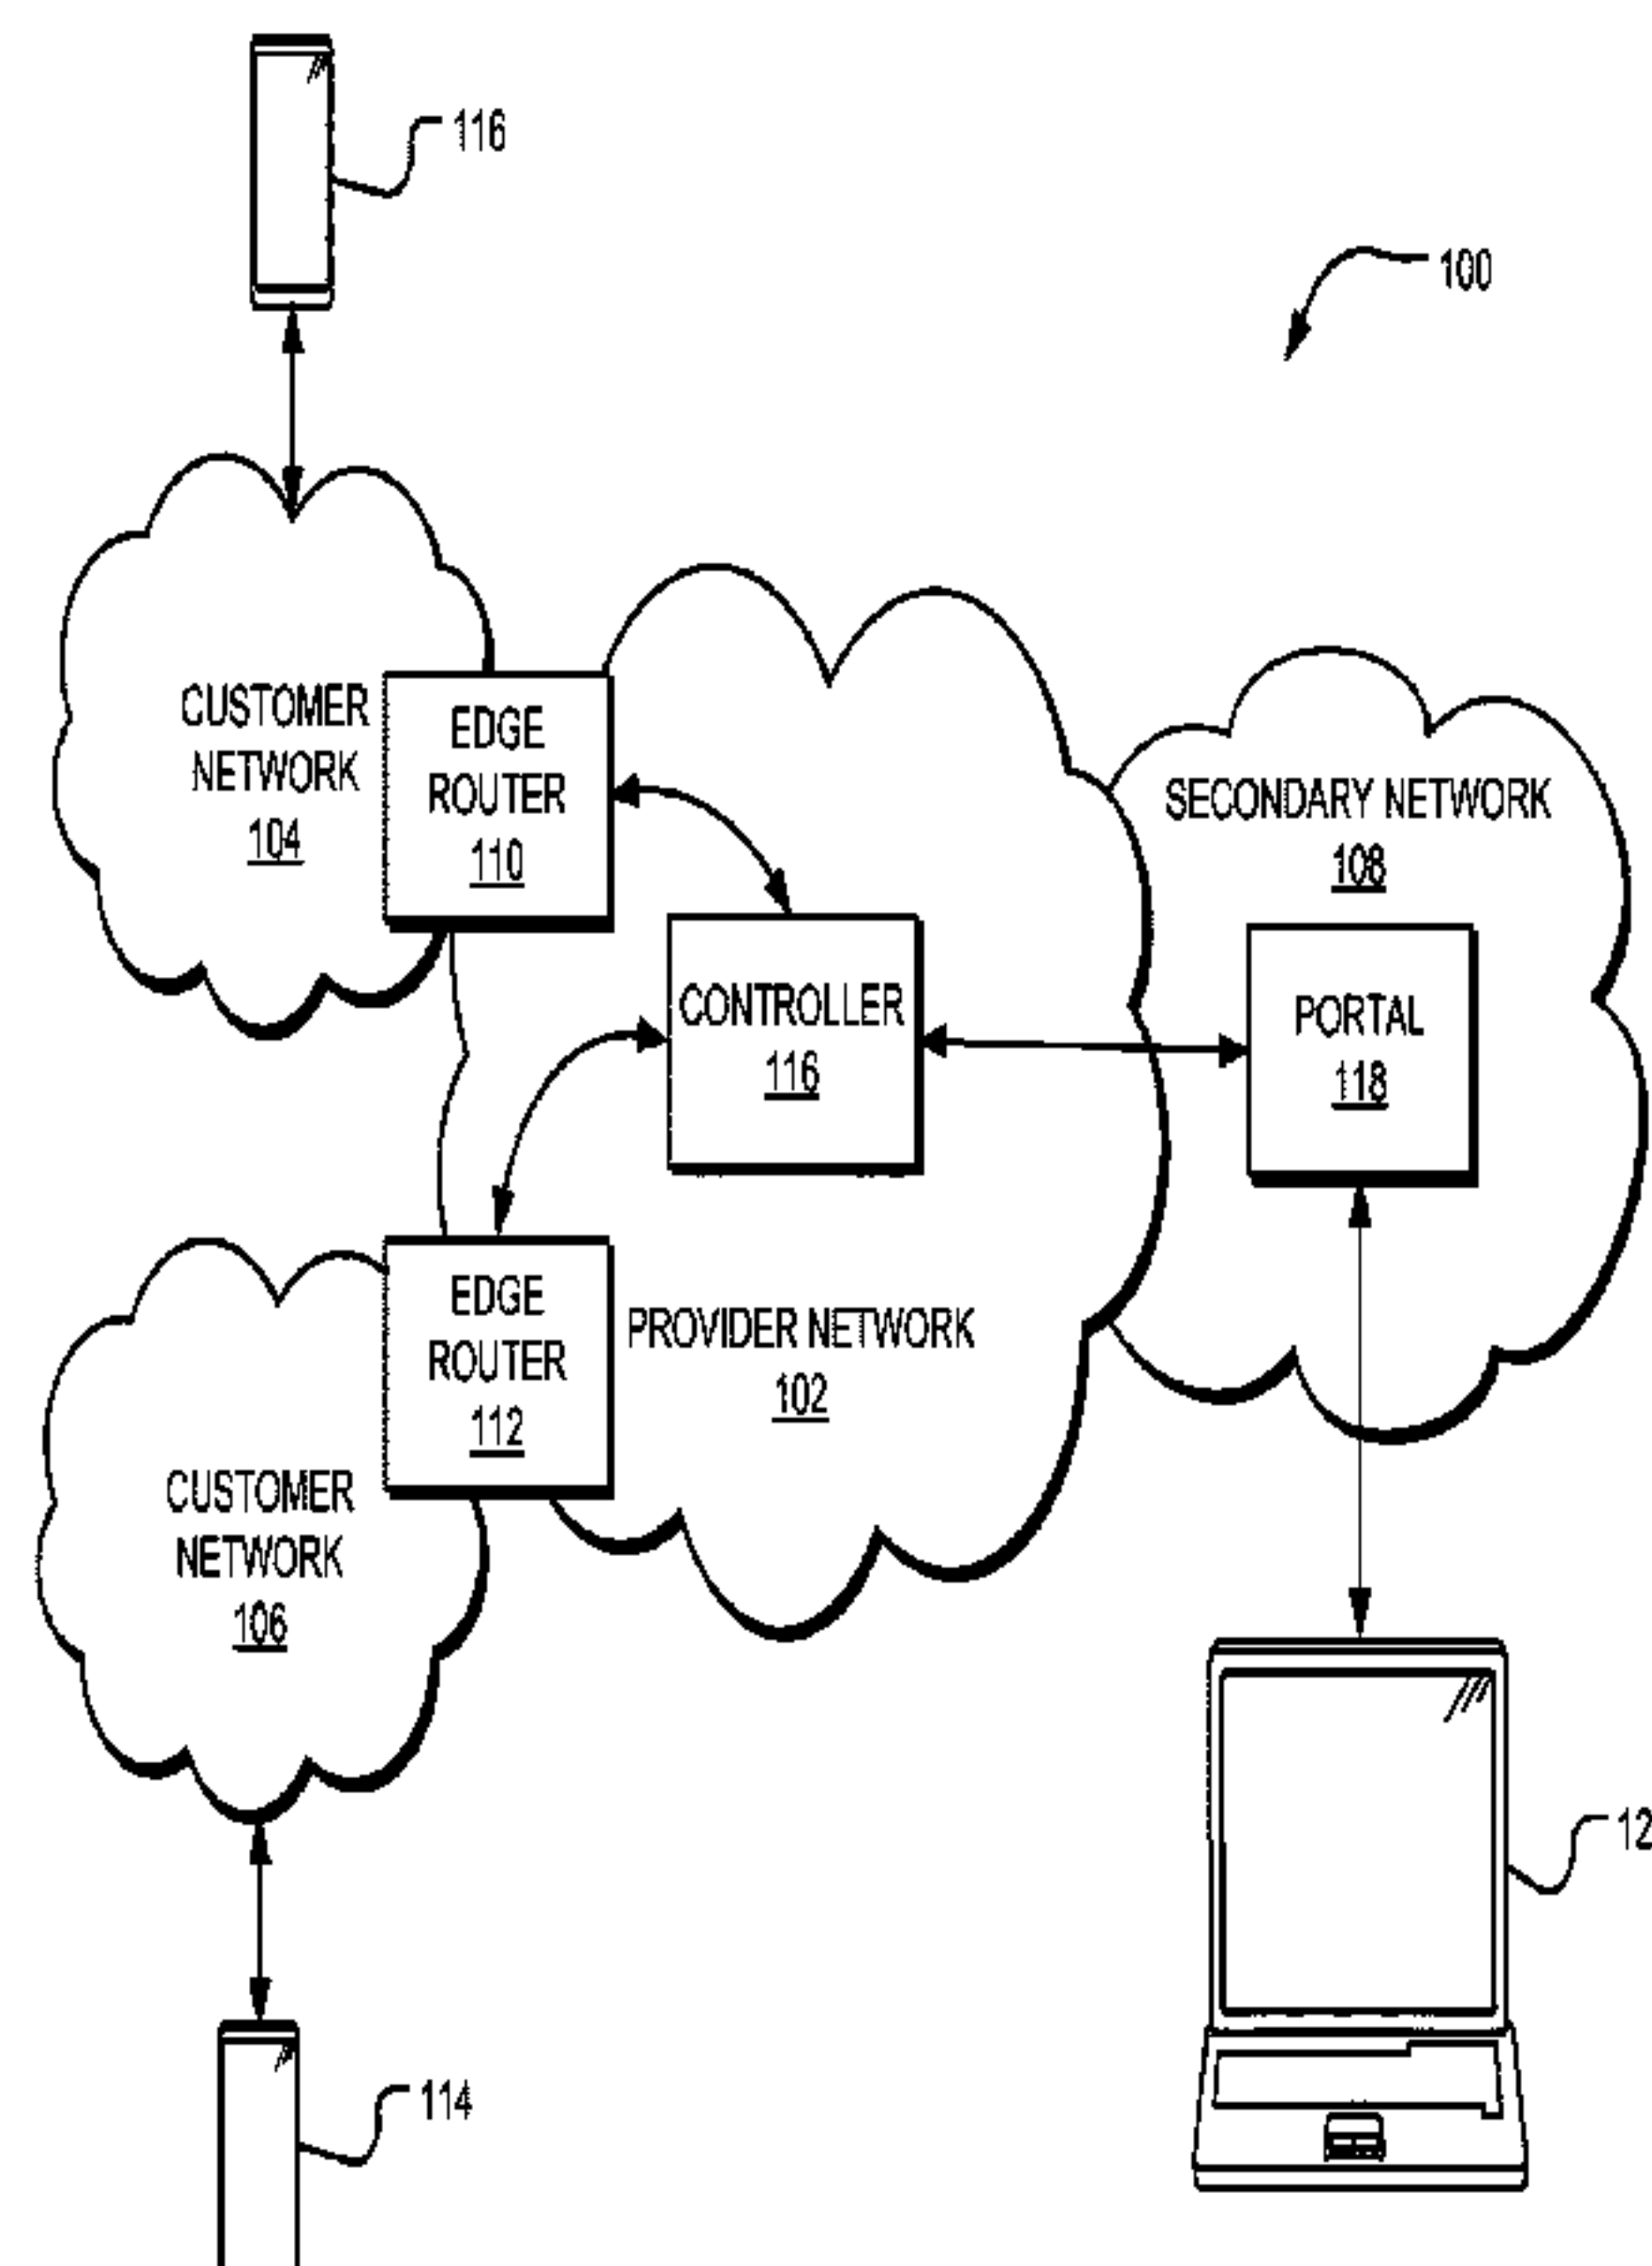 116
100
CUSTOMER
NETWORK
104
EDGE
ROUTER
110
SECONDARY NETWORK
108
CONTROLLER
116
PORTAL
118
EDGE
ROUTER
112
PROVIDER NETWORK
102
CUSTOMER
NETWORK
106
12
114